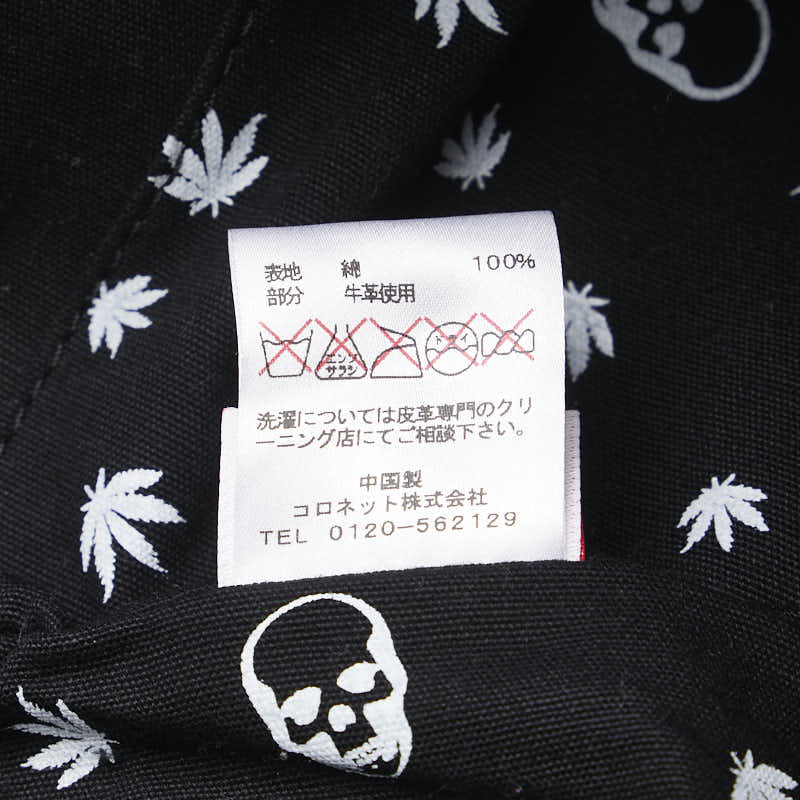 表地 綿 100%
部分 牛革使用
エンソ サラシ
ドライ
洗濯については皮革専門のクリ
ーニング店にてご相談下さい。
中国製
コロネット株式会社
TEL 0120-562129